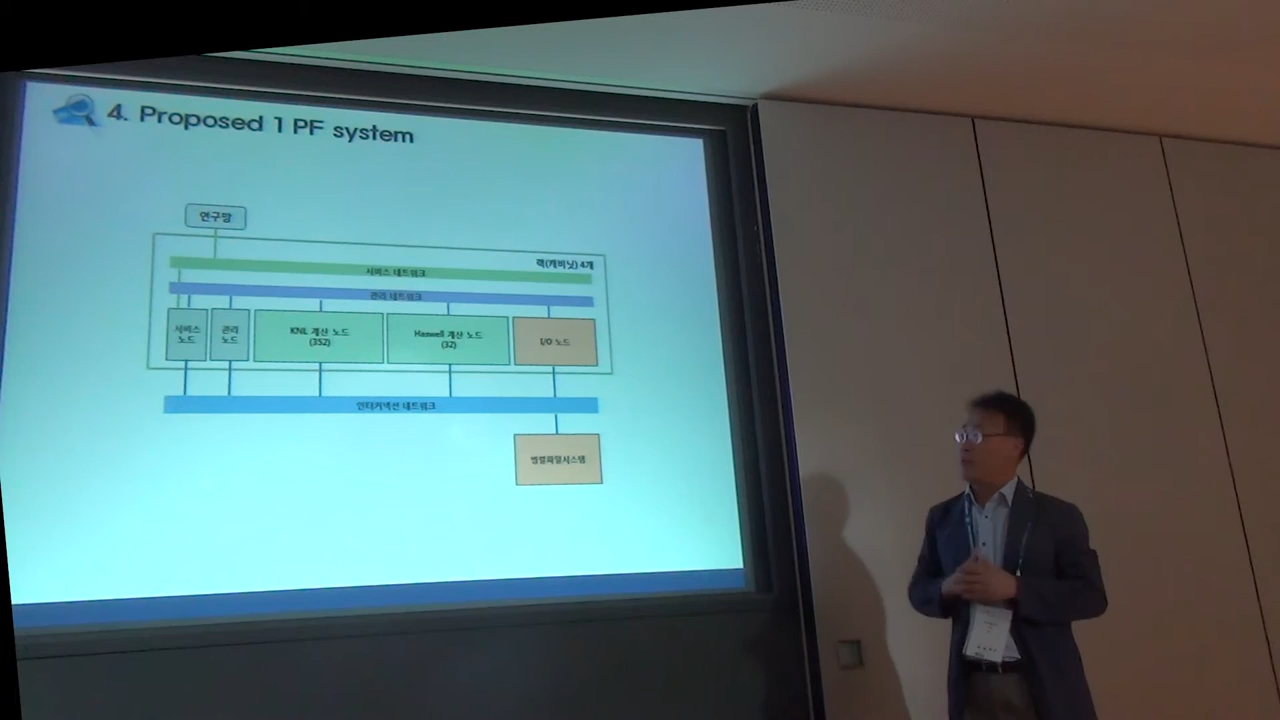 4. Proposed 1 PF system
연구망
랙(캐비닛) 4개
서비스 네트워크
관리 네트워크
서비스
노드
관리
노드
KNL 계산 노드
(352)
Haswell 계산 노드
(32)
I/O 노드
인터커넥션 네트워크
병렬파일시스템